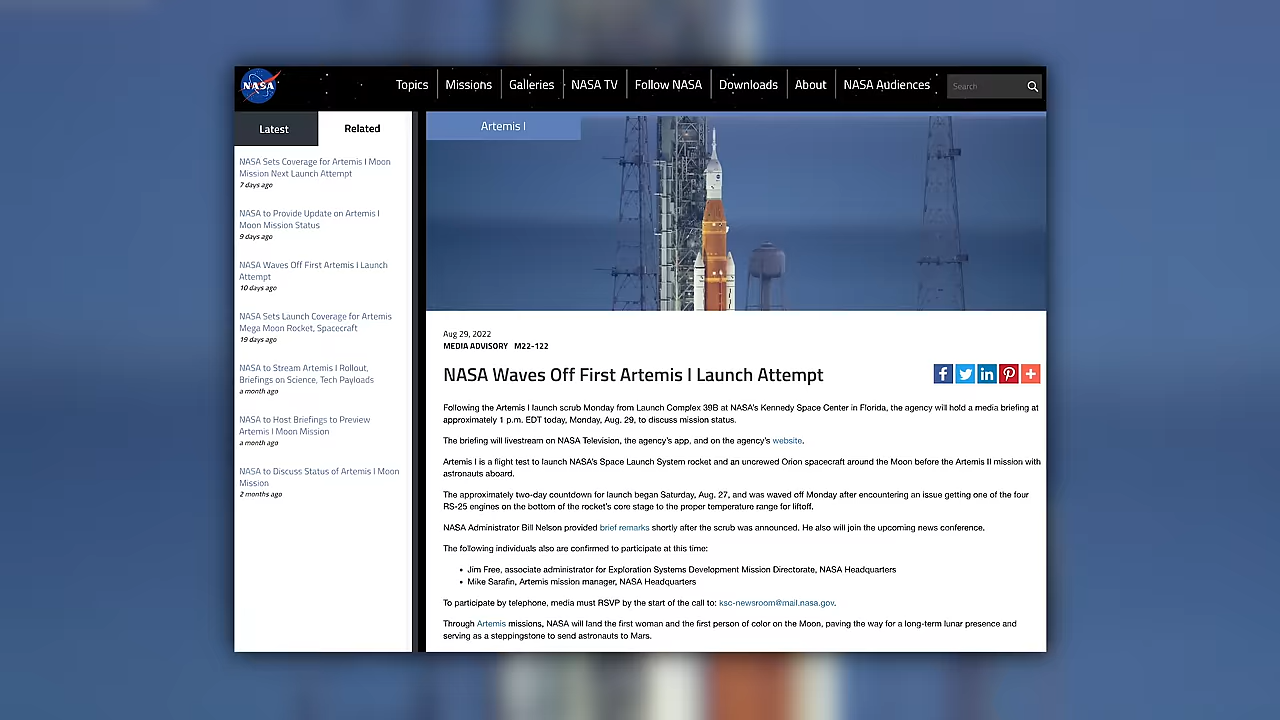 NASA
Topics
Missions
Galleries
NASA TV
Follow NASA
Downloads
About
NASA Audiences
Search
Latest
Related
NASA Sets Coverage for Artemis I Moon
Mission Next Launch Attempt
7 days ago
NASA to Provide Update on Artemis I
Moon Mission Status
9 days ago
NASA Waves Off First Artemis I Launch
Attempt
10 days ago
NASA Sets Launch Coverage for Artemis
Mega Moon Rocket, Spacecraft
19 days ago
NASA to Stream Artemis I Rollout,
Briefings on Science, Tech Payloads
a month ago
NASA to Host Briefings to Preview
Artemis I Moon Mission
a month ago
NASA to Discuss Status of Artemis I Moon
Mission
2 months ago
Artemis I
Aug 29, 2022
MEDIA ADVISORY M22-122
NASA Waves Off First Artemis I Launch Attempt
Following the Artemis I launch scrub Monday from Launch Complex 39B at NASA's Kennedy Space Center in Florida, the agency will hold a media briefing at
approximately 1 p.m. EDT today, Monday, Aug. 29, to discuss mission status.
The briefing will livestream on NASA Television, the agency's app, and on the agency's website.
Artemis I is a flight test to launch NASA's Space Launch System rocket and an uncrewed Orion spacecraft around the Moon before the Artemis II mission with
astronauts aboard.
The approximately two-day countdown for launch began Saturday, Aug. 27, and was waved off Monday after encountering an issue getting one of the four
RS-25 engines on the bottom of the rocket's core stage to the proper temperature range for liftoff.
NASA Administrator Bill Nelson provided brief remarks shortly after the scrub was announced. He also will join the upcoming news conference.
The following individuals also are confirmed to participate at this time:
• Jim Free, associate administrator for Exploration Systems Development Mission Directorate, NASA Headquarters
• Mike Sarafin, Artemis mission manager, NASA Headquarters
To participate by telephone, media must RSVP by the start of the call to: ksc-newsroom@mail.nasa.gov.
Through Artemis missions, NASA will land the first woman and the first person of color on the Moon, paving the way for a long-term lunar presence and
serving as a steppingstone to send astronauts to Mars.